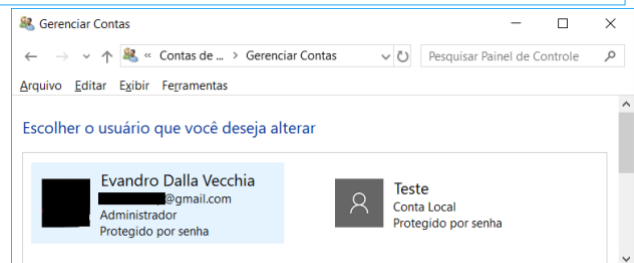 Gerenciar Contas
« Contas de ... > Gerenciar Contas
Pesquisar Painel de Controle
Arquivo Editar Exibir Ferramentas
Escolher o usuário que você deseja alterar
Evandro Dalla Vecchia
@gmail.com
Administrador
Protegido por senha
Teste
Conta Local
Protegido por senha